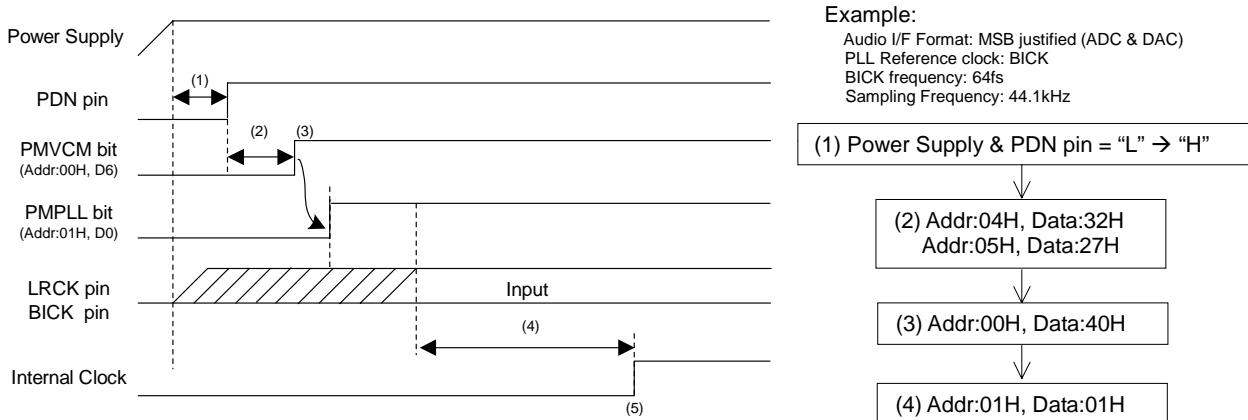 Power Supply
(1)
PDN pin
(2)
(3)
PMVCM bit
(Addr:00H, D6)
PMPLL bit
(Addr:01H, D0)
LRCK pin
BICK pin
Input
(4)
Internal Clock
(5)
Example:
Audio I/F Format: MSB justified (ADC & DAC)
PLL Reference clock: BICK
BICK frequency: 64fs
Sampling Frequency: 44.1kHz
(1) Power Supply & PDN pin = “L” → “H”
(2) Addr:04H, Data:32H
Addr:05H, Data:27H
(3) Addr:00H, Data:40H
(4) Addr:01H, Data:01H